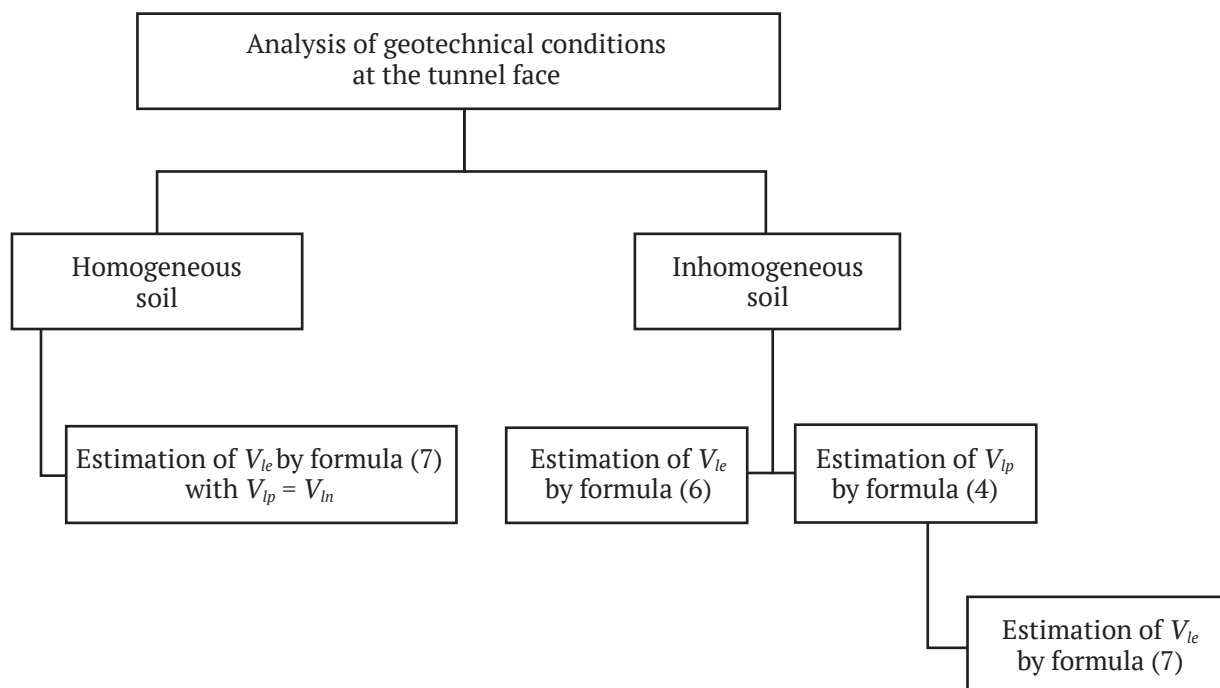 Analysis of geotechnical conditions
at the tunnel face
Homogeneous
soil
Inhomogeneous
soil
Estimation of Vle by formula (7)
with Vlp = Vln
Estimation of Vle
by formula (6)
Estimation of Vlp
by formula (4)
Estimation of Vle
by formula (7)